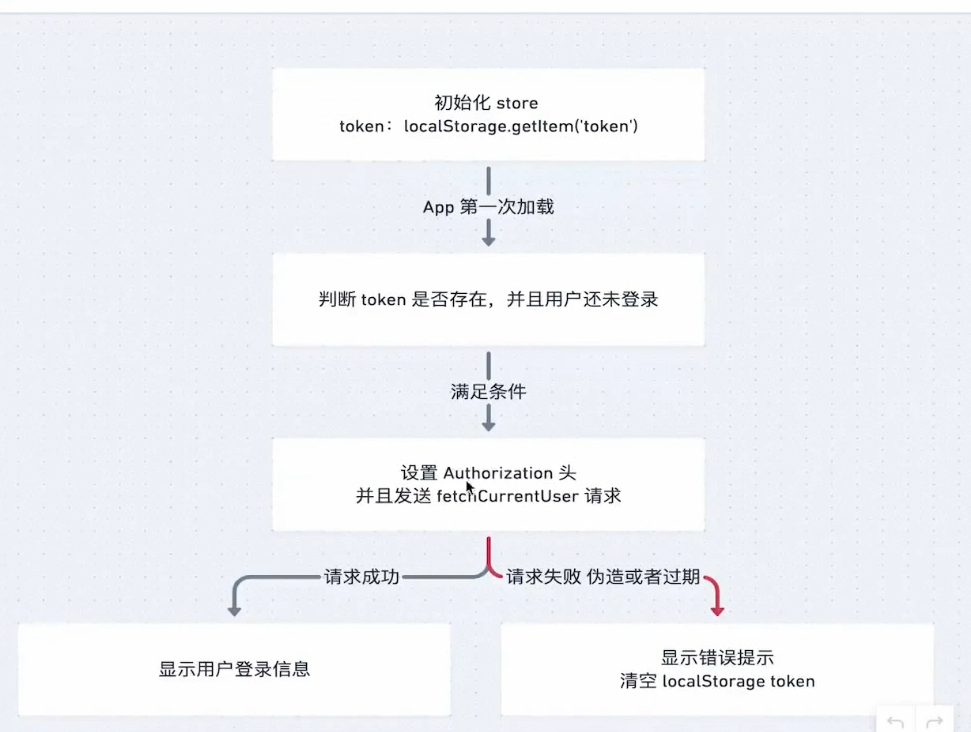 初始化 store
token：localStorage.getItem('token')
App 第一次加载
判断 token 是否存在，并且用户还未登录
满足条件
设置 Authorization 头
并且发送 fetchCurrentUser 请求
请求成功
请求失败 伪造或者过期
显示用户登录信息
显示错误提示
清空 localStorage token